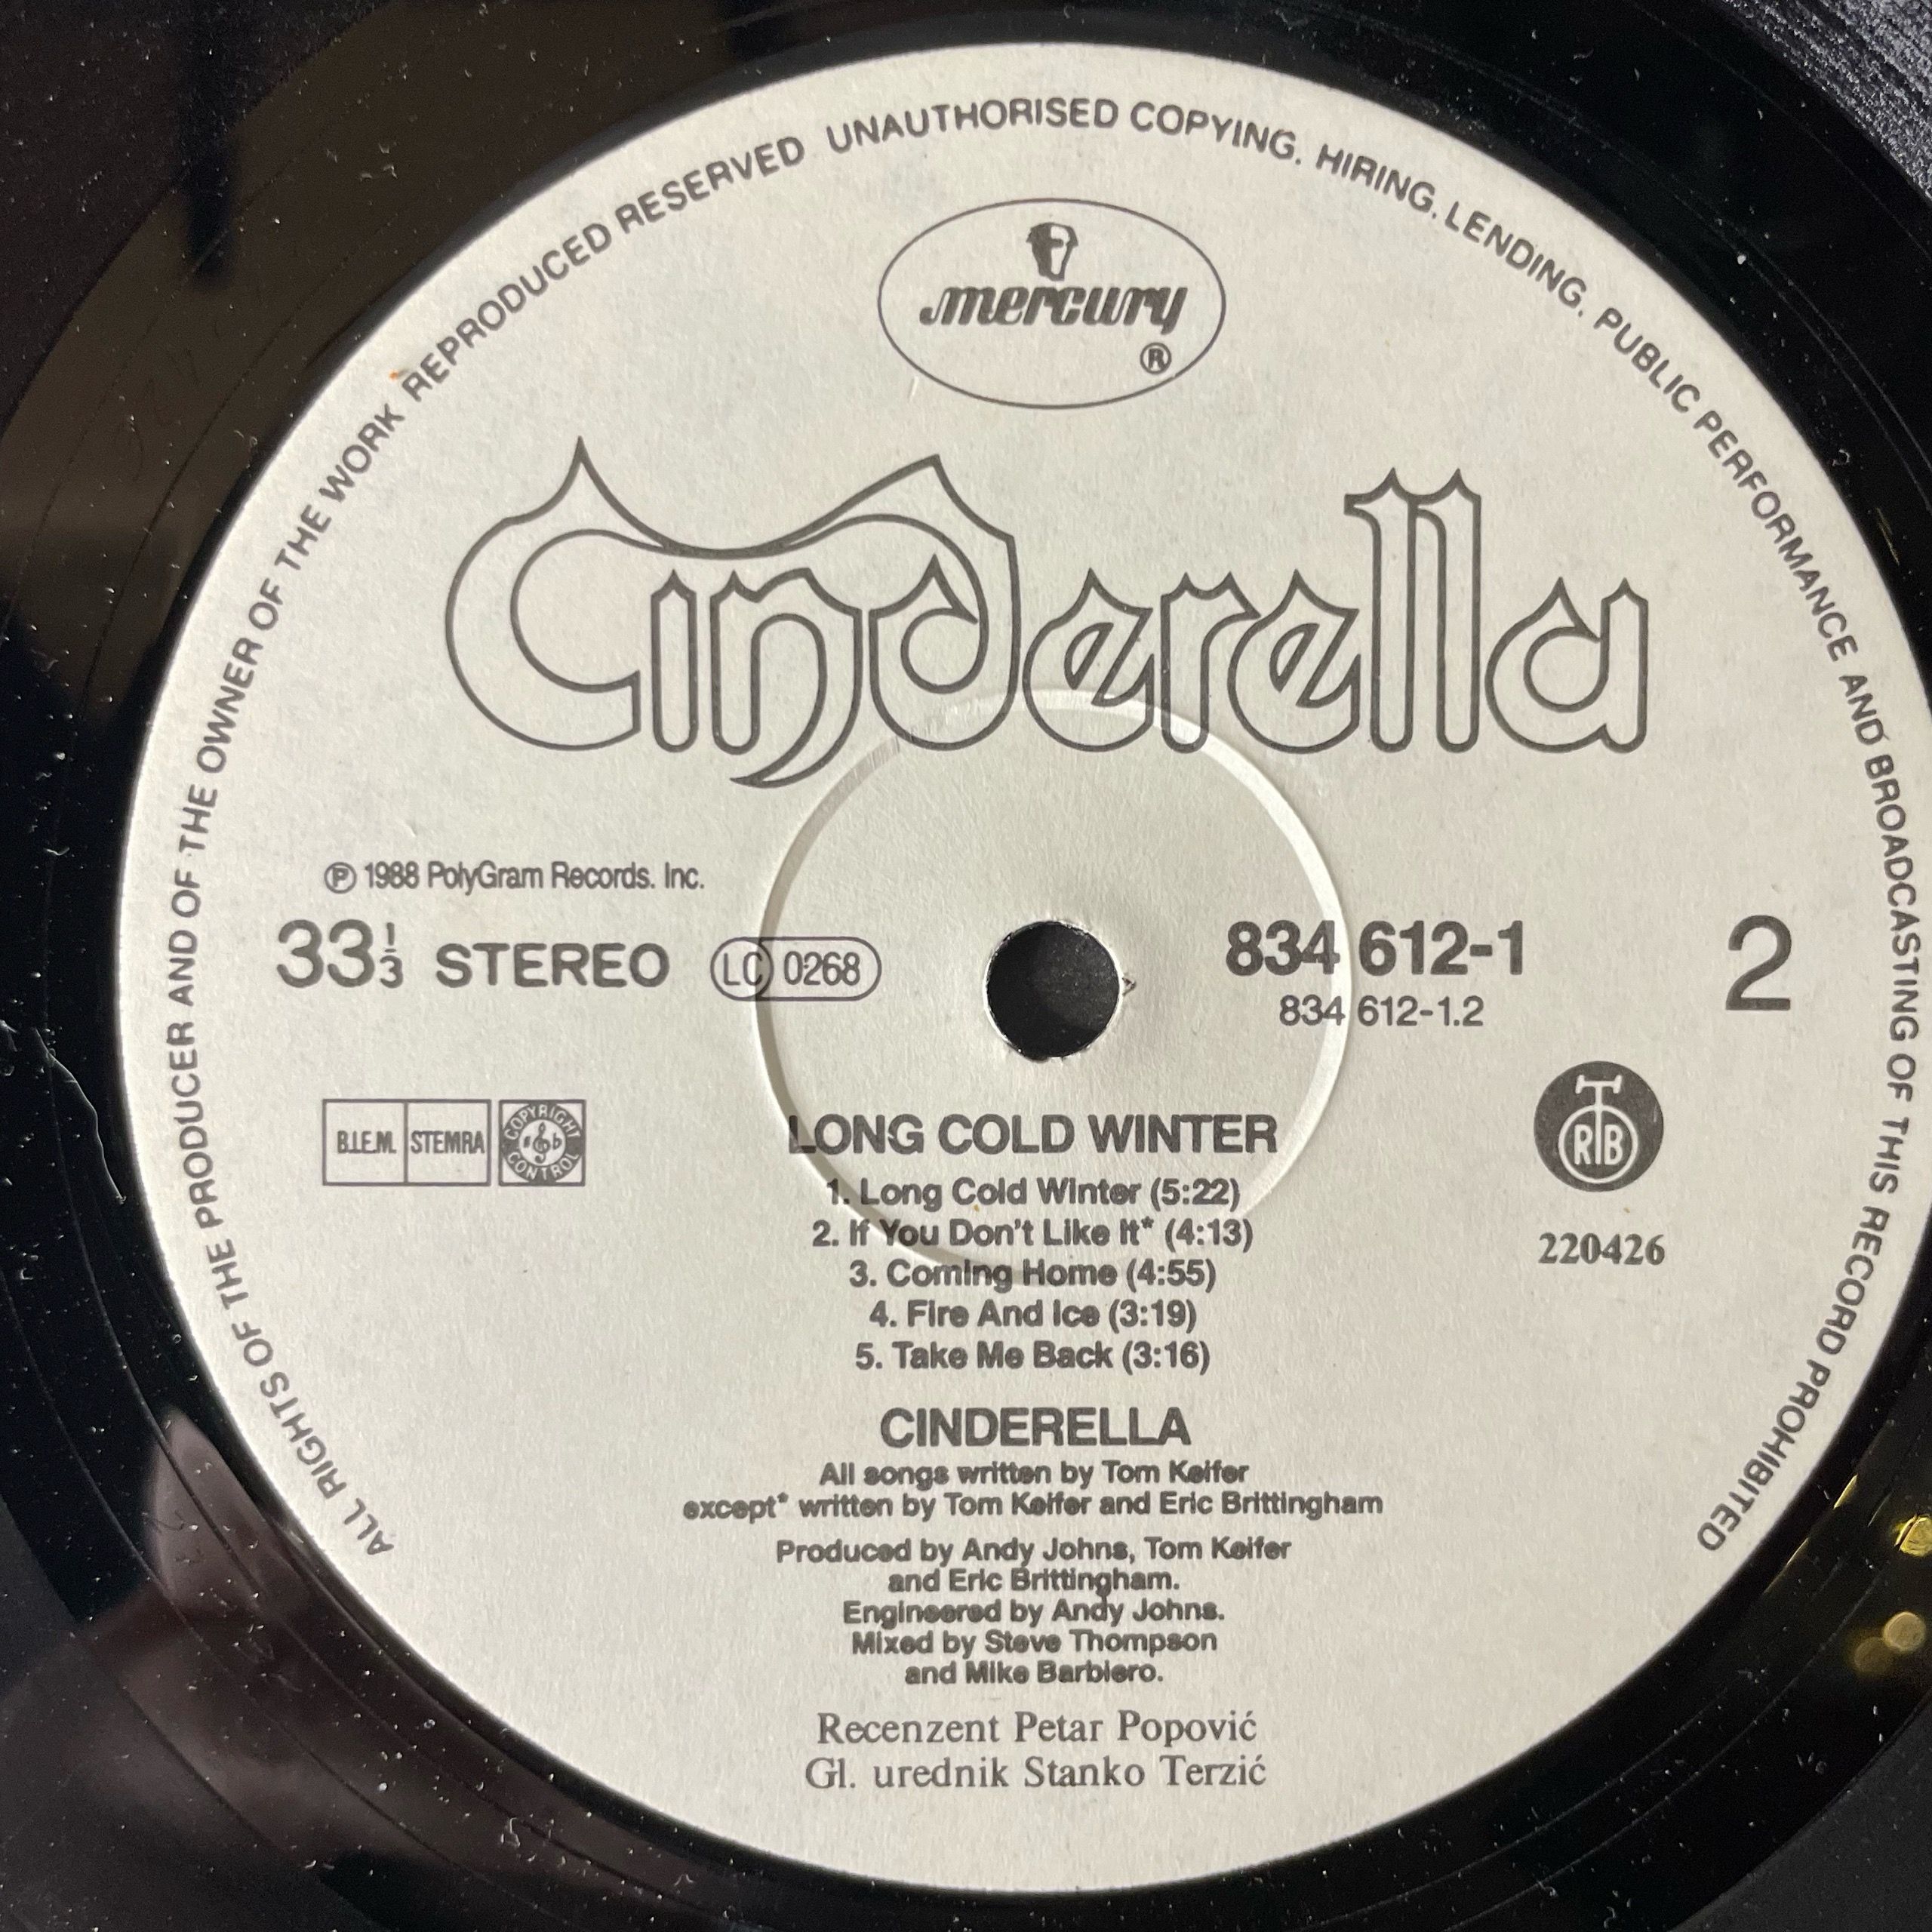 ALL RIGHTS OF THE PRODUCER AND OF THE OWNER OF THE WORK REPRODUCED RESERVED UNAUTHORISED COPYING. HIRING. LENDING. PUBLIC PERFORMANCE AND BROADCASTING OF THIS RECORD PROHIBITED
mercury
®
Cinderella
℗ 1988 PolyGram Records. Inc.
33⅓ STEREO LC 0268
834 612-1
834 612-1.2
2
B.I.E.M. STEMRA COPYRIGHT CONTROL
RTB
220426
LONG COLD WINTER
1. Long Cold Winter (5:22)
2. If You Don't Like It* (4:13)
3. Coming Home (4:55)
4. Fire And Ice (3:19)
5. Take Me Back (3:16)
CINDERELLA
All songs written by Tom Keifer
except* written by Tom Keifer and Eric Brittingham
Produced by Andy Johns, Tom Keifer
and Eric Brittingham.
Engineered by Andy Johns.
Mixed by Steve Thompson
and Mike Barbiero.
Recenzent Petar Popović
Gl. urednik Stanko Terzić